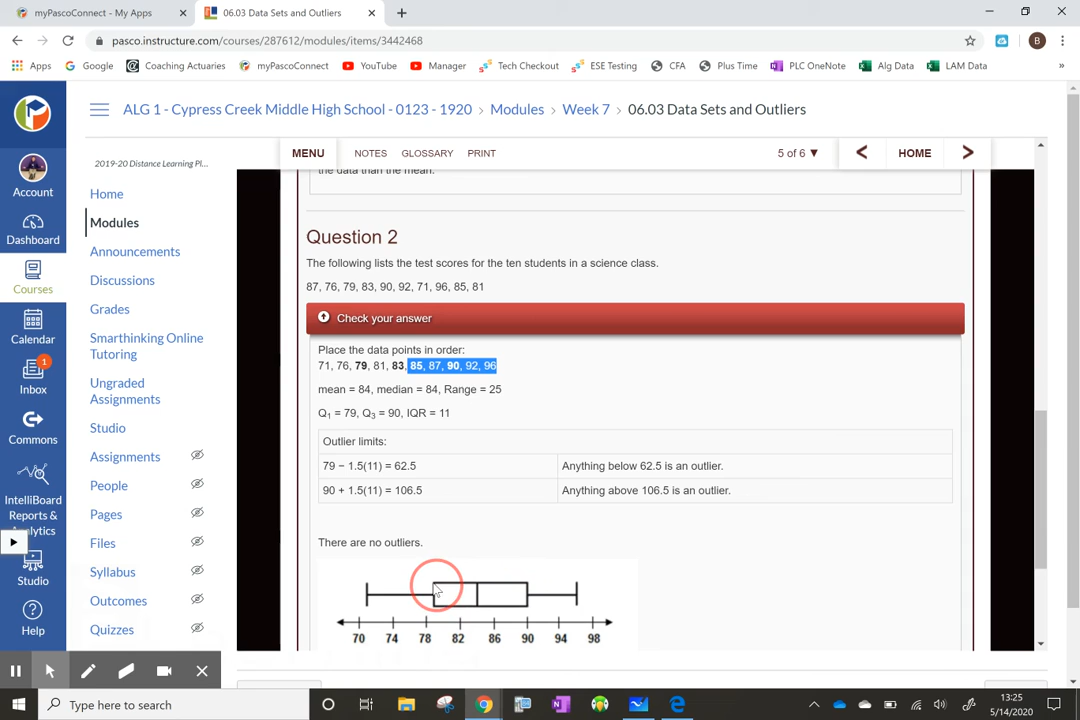 myPascoConnect - My Apps
06.03 Data Sets and Outliers
pasco.instructure.com/courses/287612/modules/items/3442468
B
Apps Google Coaching Actuaries myPascoConnect YouTube Manager Tech Checkout ESE Testing CFA Plus Time PLC OneNote Alg Data LAM Data »
ALG 1 - Cypress Creek Middle High School - 0123 - 1920 > Modules > Week 7 > 06.03 Data Sets and Outliers
Account
Dashboard
Courses
Calendar
1
Inbox
Commons
IntelliBoard
Reports &
Analytics
Studio
Help
2019-20 Distance Learning Pl...
Home
Modules
Announcements
Discussions
Grades
Smarthinking Online
Tutoring
Ungraded
Assignments
Studio
Assignments
People
Pages
Files
Syllabus
Outcomes
Quizzes
MENU NOTES GLOSSARY PRINT 5 of 6 ▼ < HOME >
the data than the mean.
Question 2
The following lists the test scores for the ten students in a science class.
87, 76, 79, 83, 90, 92, 71, 96, 85, 81
Check your answer
Place the data points in order:
71, 76, 79, 81, 83, 85, 87, 90, 92, 96
mean = 84, median = 84, Range = 25
Q₁ = 79, Q₃ = 90, IQR = 11
Outlier limits:
79 − 1.5(11) = 62.5 Anything below 62.5 is an outlier.
90 + 1.5(11) = 106.5 Anything above 106.5 is an outlier.
There are no outliers.
70 74 78 82 86 90 94 98
Type here to search
13:25
5/14/2020